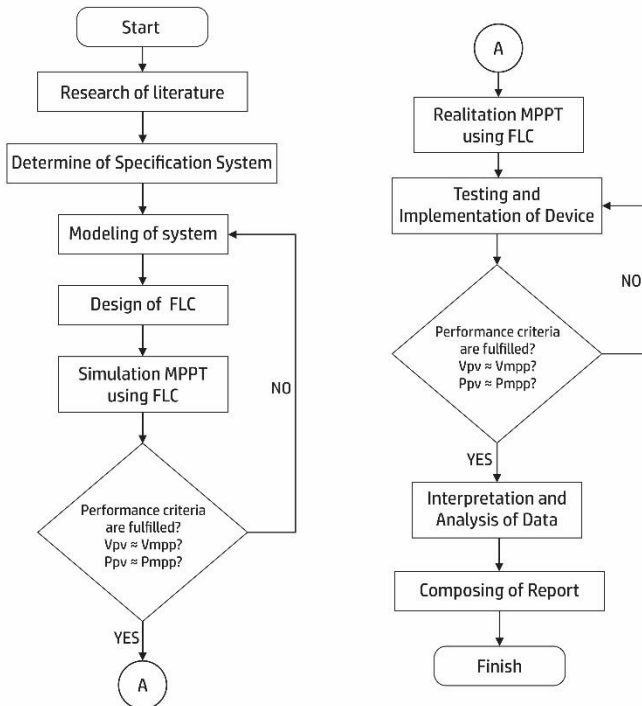 Start
Research of literature
Determine of Specification System
Modeling of system
Design of FLC
Simulation MPPT
using FLC
NO
Performance criteria
are fulfilled?
Vpv ≈ Vmpp?
Ppv ≈ Pmpp?
YES
A
A
Realitation MPPT
using FLC
Testing and
Implementation of Device
NO
Performance criteria
are fulfilled?
Vpv ≈ Vmpp?
Ppv ≈ Pmpp?
YES
Interpretation and
Analysis of Data
Composing of Report
Finish